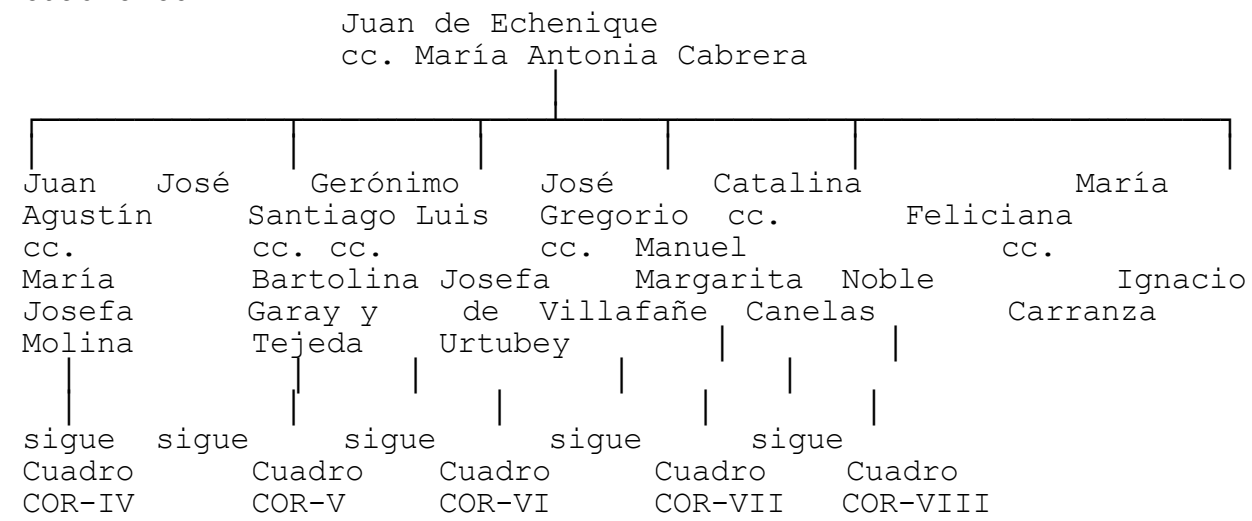 Juan de Echenique
cc. María Antonia Cabrera
Juan José Gerónimo José Catalina María
Agustín Santiago Luis Gregorio cc. Feliciana
cc. cc. cc. cc. Manuel cc.
María Bartolina Josefa Margarita Noble Ignacio
Josefa Garay y de Villafañe Canelas Carranza
Molina Tejeda Urtubey
sigue sigue sigue sigue sigue
Cuadro Cuadro Cuadro Cuadro Cuadro
COR-IV COR-V COR-VI COR-VII COR-VIII